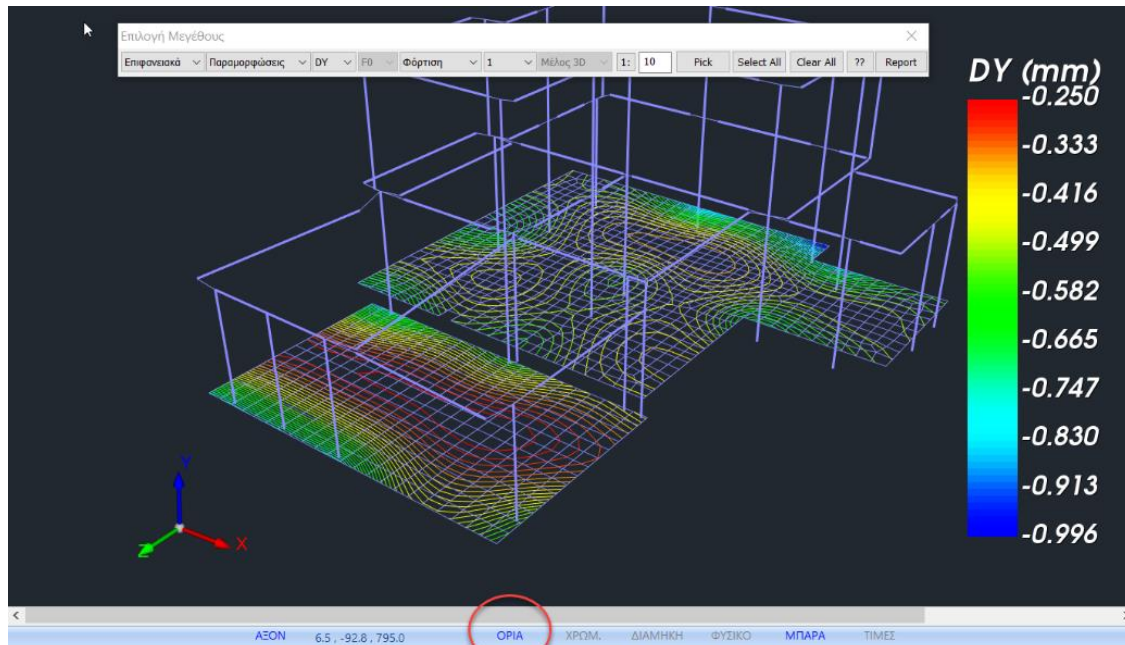 Επιλογή Μεγέθους
Επιφανειακά Παραμορφώσεις DY F0 Φόρτιση 1 Μέλος 3D 1: 10 Pick Select All Clear All ?? Report
DY (mm)
-0.250
-0.333
-0.416
-0.499
-0.582
-0.665
-0.747
-0.830
-0.913
-0.996
Y
Z X
ΑΞΟΝ 6.5 , -92.8 , 795.0 ΟΡΙΑ ΧΡΩΜ. ΔΙΑΜΗΚΗ ΦΥΣΙΚΟ ΜΠΑΡΑ ΤΙΜΕΣ